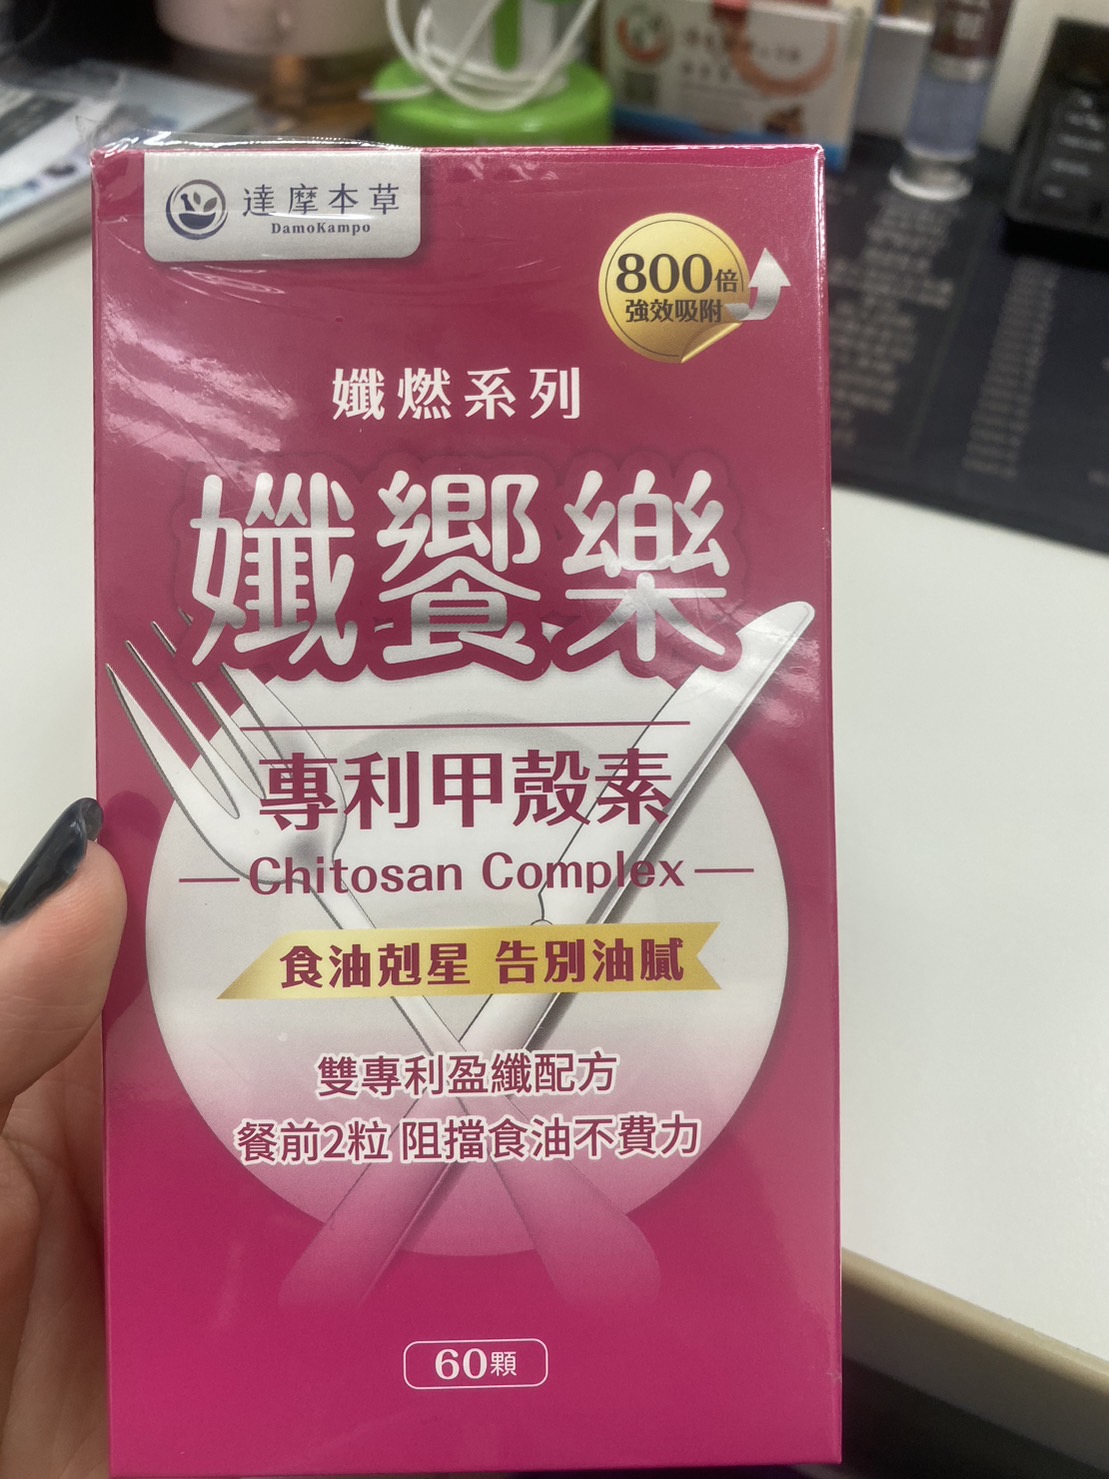 達摩本草
DamoKampo
800倍
強效吸附
孅燃系列
孅饗樂
專利甲殼素
Chitosan Complex
食油剋星 告別油膩
雙專利盈孅配方
餐前2粒 阻擋食油不費力
60顆